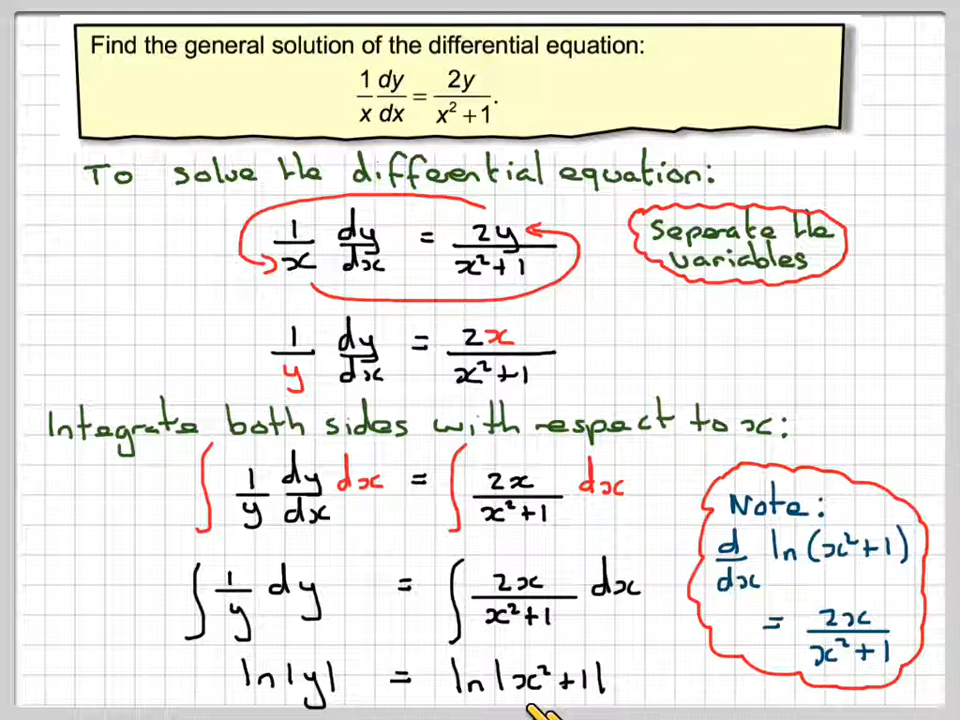 Find the general solution of the differential equation:
1/x dy/dx = 2y/(x² + 1).
To solve the differential equation:
1/x dy/dx = 2y/(x²+1)
Seperate the
variables
1/y dy/dx = 2x/(x²+1)
Integrate both sides with respect to x:
∫ 1/y dy/dx dx = ∫ 2x/(x²+1) dx
∫ 1/y dy = ∫ 2x/(x²+1) dx
ln|y| = ln|x²+1|
Note:
d/dx ln(x²+1)
= 2x/(x²+1)